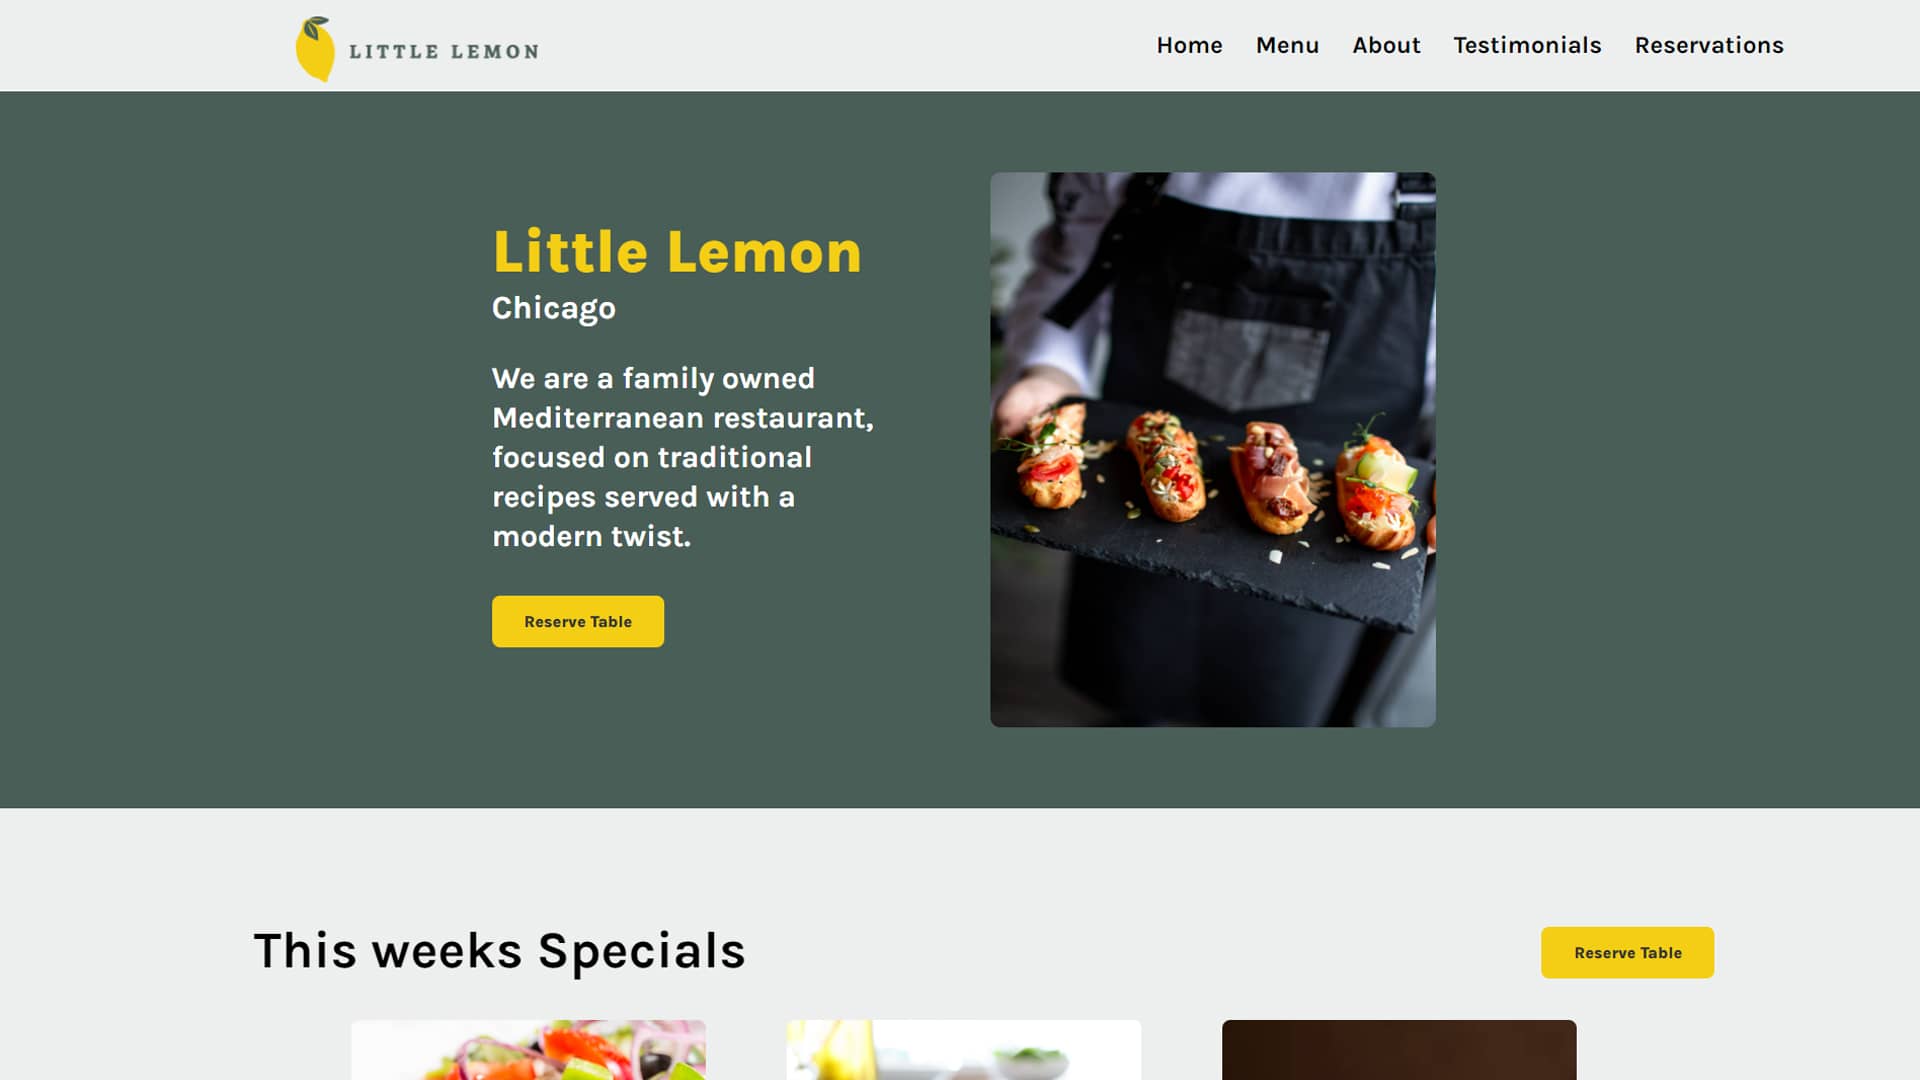 LITTLE LEMON
Home Menu About Testimonials Reservations
Little Lemon
Chicago
We are a family owned
Mediterranean restaurant,
focused on traditional
recipes served with a
modern twist.
Reserve Table
This weeks Specials
Reserve Table